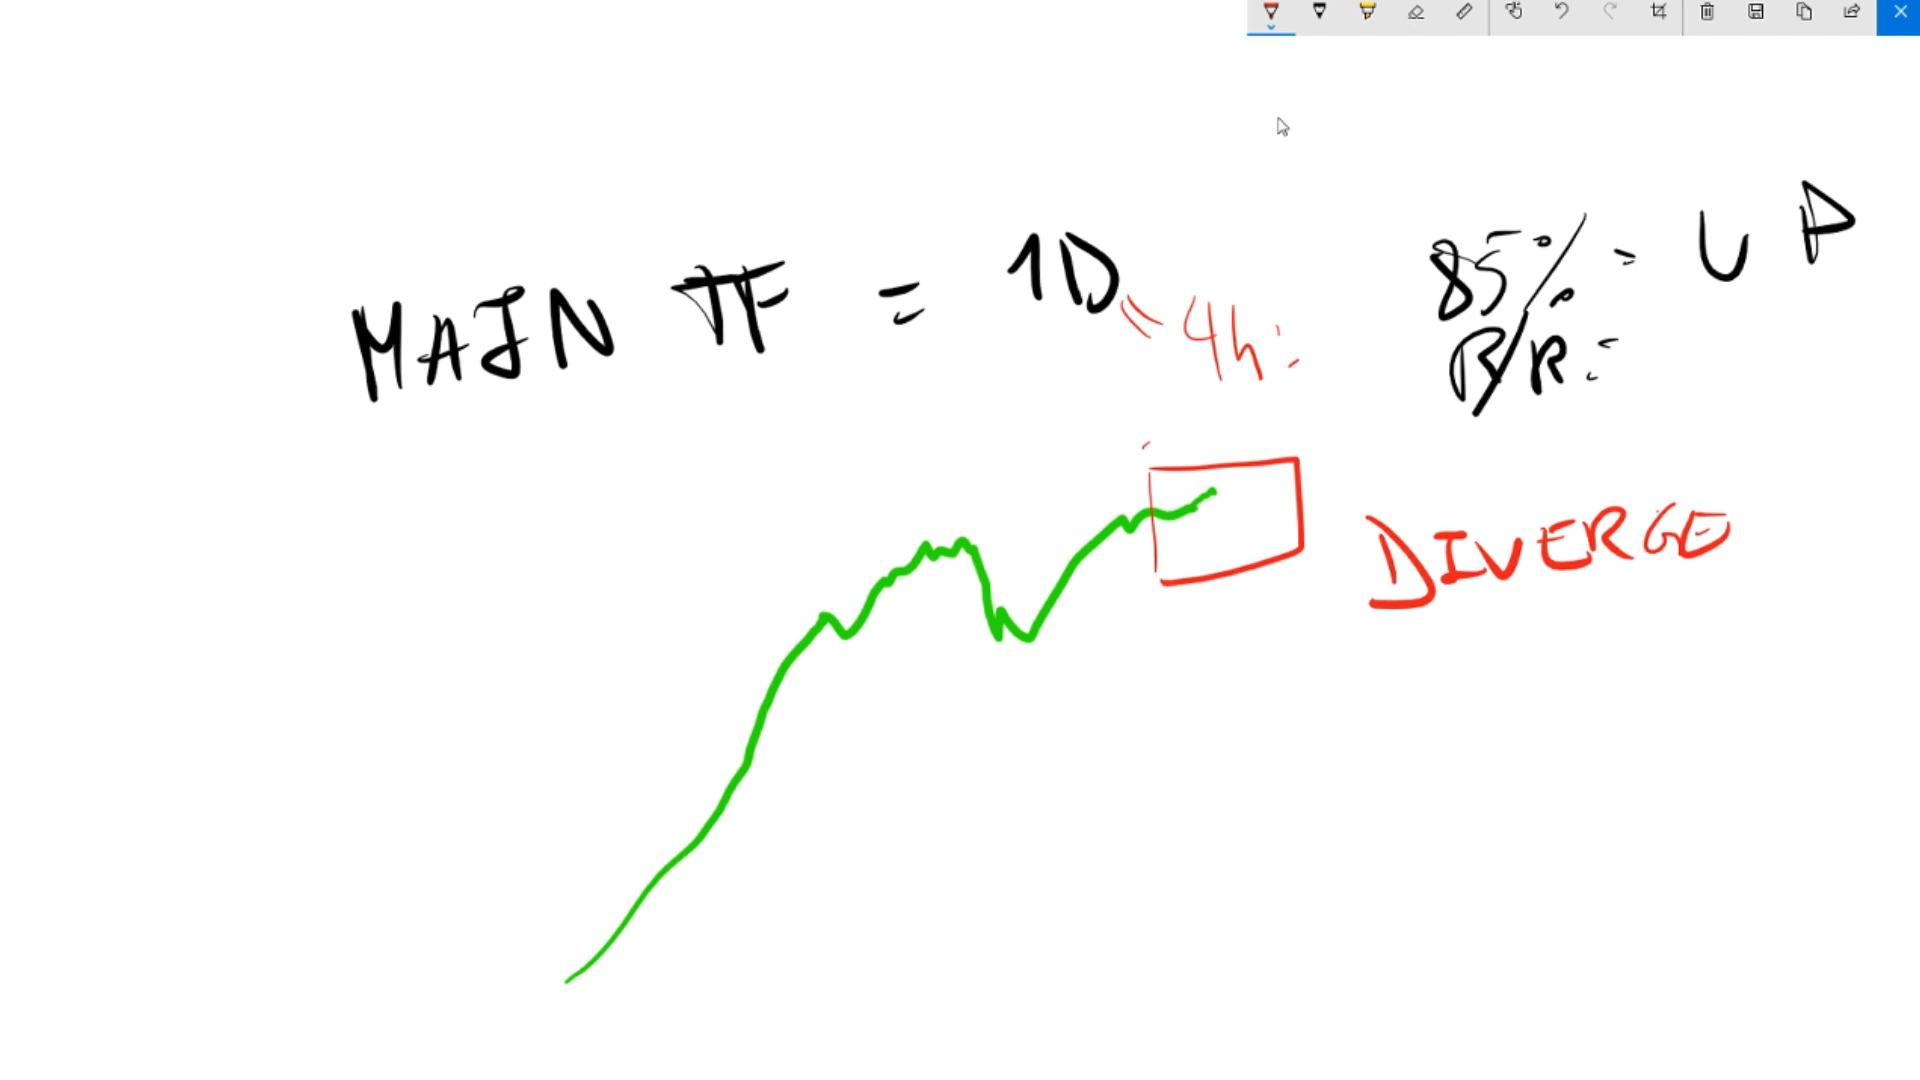 MAIN TF = 1D = 4h:
85% = UP
R/R:
DIVERGE